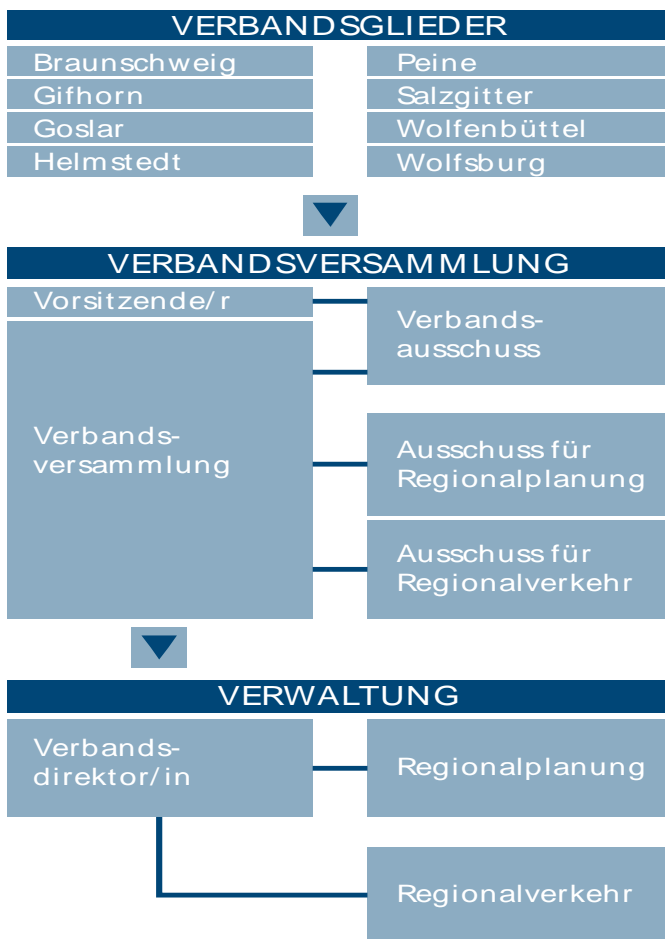 VERBANDSGLIEDER
Braunschweig
Gifhorn
Goslar
Helmstedt
Peine
Salzgitter
Wolfenbüttel
Wolfsburg
VERBANDSVERSAMMLUNG
Vorsitzende/r
Verbands-
versammlung
Verbands-
ausschuss
Ausschuss für
Regionalplanung
Ausschuss für
Regionalverkehr
VERWALTUNG
Verbands-
direktor/in
Regionalplanung
Regionalverkehr